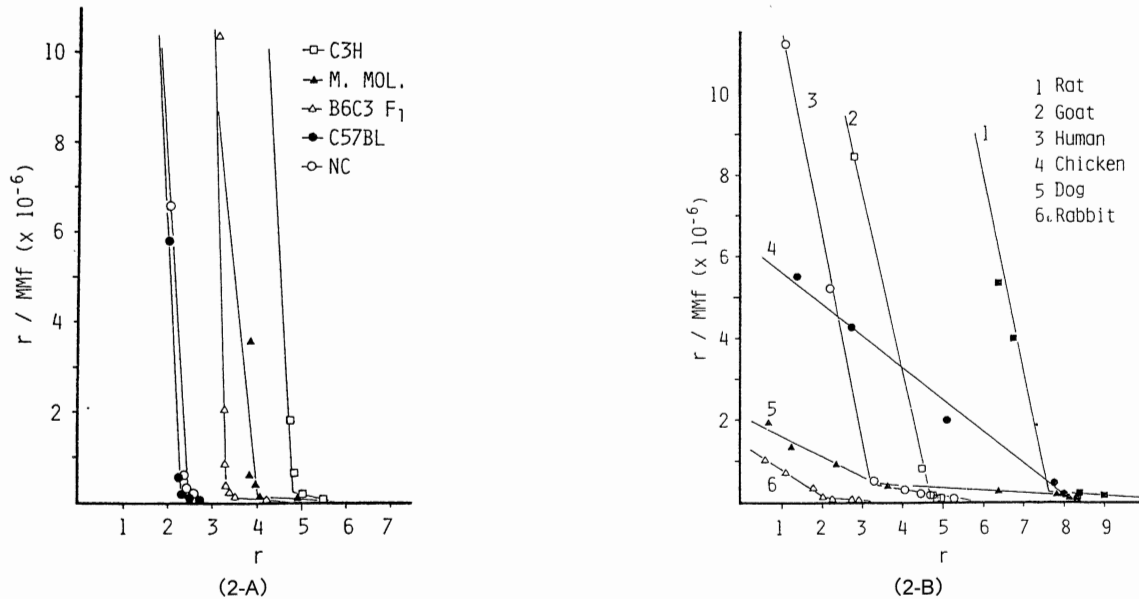 10
8
6
4
2
r / MMf (x 10⁻⁶)
C3H
M. MOL.
B6C3 F₁
C57BL
NC
1 2 3 4 5 6 7
r
(2-A)
10
8
6
4
2
r / MMf (x 10⁻⁶)
3
2
1
4
5
6
1 Rat
2 Goat
3 Human
4 Chicken
5 Dog
6. Rabbit
1 2 3 4 5 6 7 8 9
r
(2-B)